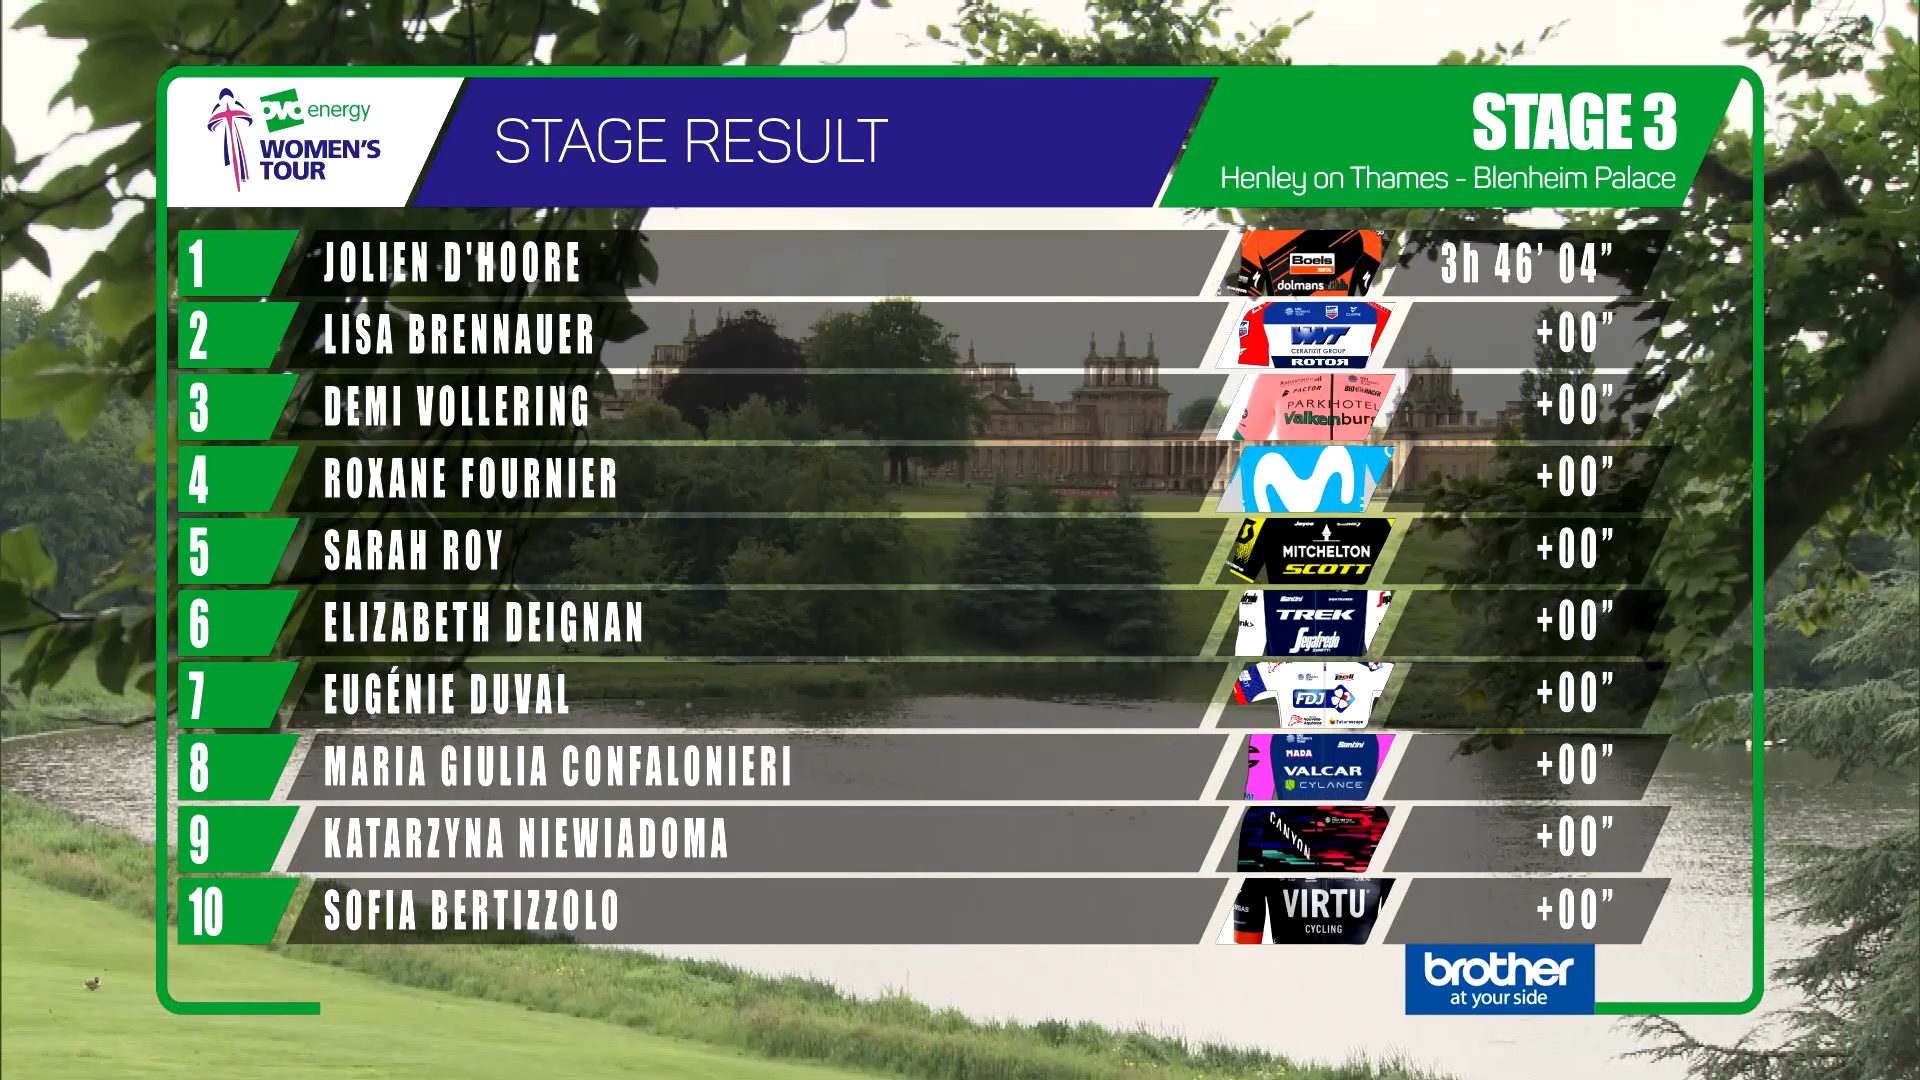 ovo energy
WOMEN'S
TOUR
STAGE RESULT
STAGE 3
Henley on Thames - Blenheim Palace
1 JOLIEN D'HOORE Boels RENTAL dolmans 3h 46' 04”
2 LISA BRENNAUER WNT CERATIZIT GROUP ROTOR +00”
3 DEMI VOLLERING FACTOR PARKHOTEL Valkenburg +00”
4 ROXANE FOURNIER M +00”
5 SARAH ROY MITCHELTON SCOTT +00”
6 ELIZABETH DEIGNAN Santini TREK Segafredo +00”
7 EUGÉNIE DUVAL FDJ +00”
8 MARIA GIULIA CONFALONIERI MADA Santini VALCAR CYLANCE +00”
9 KATARZYNA NIEWIADOMA CANYON +00”
10 SOFIA BERTIZZOLO VIRTU CYCLING +00”
brother
at your side